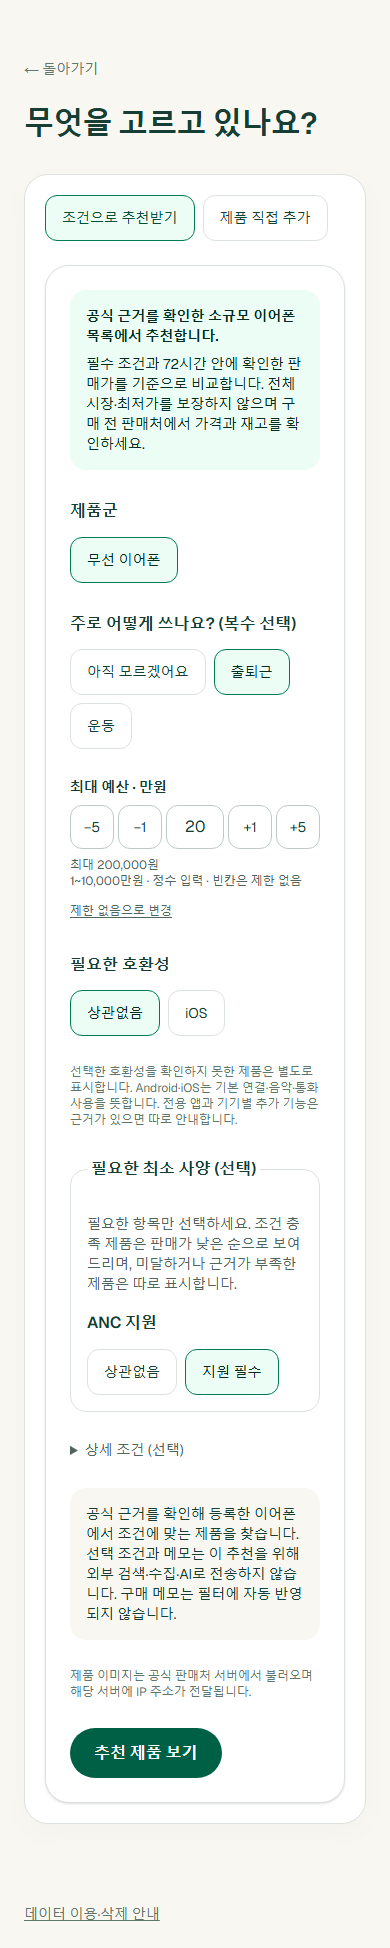 ← 돌아가기
무엇을 고르고 있나요?
조건으로 추천받기
제품 직접 추가
공식 근거를 확인한 소규모 이어폰
목록에서 추천합니다.
필수 조건과 72시간 안에 확인한 판
매가를 기준으로 비교합니다. 전체
시장·최저가를 보장하지 않으며 구
매 전 판매처에서 가격과 재고를 확
인하세요.
제품군
무선 이어폰
주로 어떻게 쓰나요? (복수 선택)
아직 모르겠어요
출퇴근
운동
최대 예산 · 만원
−5
−1
20
+1
+5
최대 200,000원
1~10,000만원 · 정수 입력 · 빈칸은 제한 없음
제한 없음으로 변경
필요한 호환성
상관없음
iOS
선택한 호환성을 확인하지 못한 제품은 별도로
표시합니다. Android·iOS는 기본 연결·음악·통화
사용을 뜻합니다. 전용 앱과 기기별 추가 기능은
근거가 있으면 따로 안내합니다.
필요한 최소 사양 (선택)
필요한 항목만 선택하세요. 조건 충
족 제품은 판매가 낮은 순으로 보여
드리며, 미달하거나 근거가 부족한
제품은 따로 표시합니다.
ANC 지원
상관없음
지원 필수
▶ 상세 조건 (선택)
공식 근거를 확인해 등록한 이어폰
에서 조건에 맞는 제품을 찾습니다.
선택 조건과 메모는 이 추천을 위해
외부 검색·수집·AI로 전송하지 않습
니다. 구매 메모는 필터에 자동 반영
되지 않습니다.
제품 이미지는 공식 판매처 서버에서 불러오며
해당 서버에 IP 주소가 전달됩니다.
추천 제품 보기
데이터 이용·삭제 안내